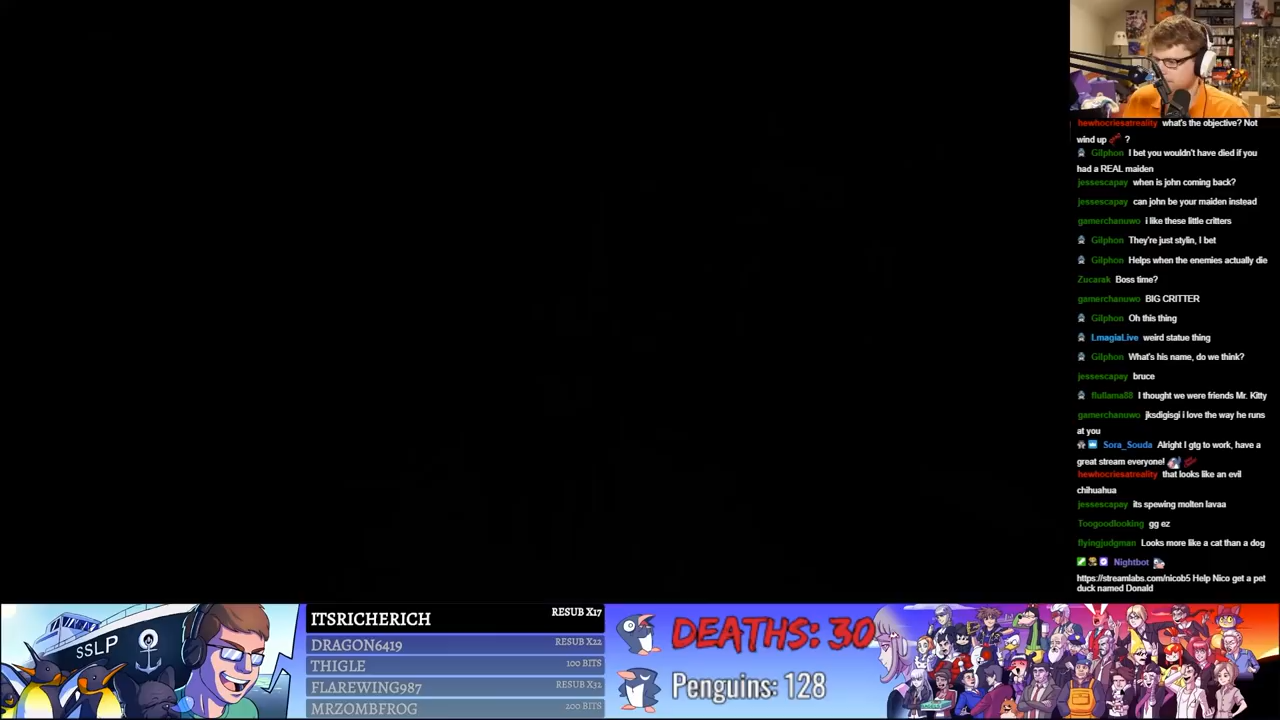 hewhocriesatreality what's the objective? Not
wind up ?
Gilphon I bet you wouldn't have died if you
had a REAL maiden
jessescapay when is john coming back?
jessescapay can john be your maiden instead
gamerchanuwo i like these little critters
Gilphon They're just stylin, I bet
Gilphon Helps when the enemies actually die
Zucarak Boss time?
gamerchanuwo BIG CRITTER
Gilphon Oh this thing
LmagiaLive weird statue thing
Gilphon What's his name, do we think?
jessescapay bruce
fluflama88 I thought we were friends Mr. Kitty
gamerchanuwo jksdigisgi i love the way he runs
at you
Sora_Souda Alright I gtg to work, have a
great stream everyone!
hewhocriesatreality that looks like an evil
chihuahua
jessescapay its spewing molten lavaa
Toogoodlooking gg ez
flyingjudgman Looks more like a cat than a dog
Nightbot
https://streamlabs.com/nicob5 Help Nico get a pet
duck named Donald
SSLP
ITSRICHERICH RESUB X17
DRAGON6419 RESUB X22
THIGLE 100 BITS
FLAREWING987 RESUB X32
MRZOMBFROG 200 BITS
DEATHS: 30
Penguins: 128